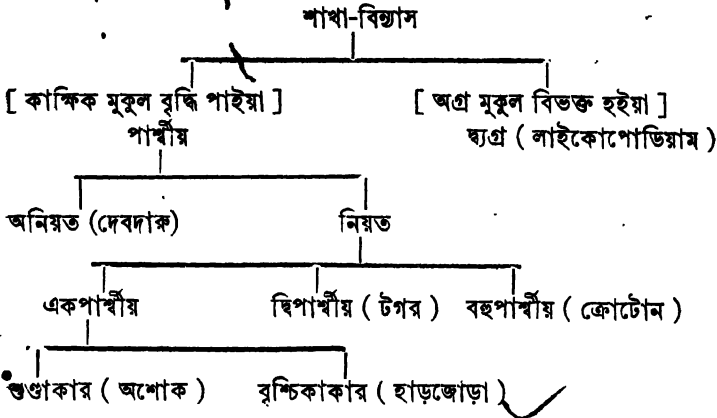 শাখা-বিন্যাস
[ কাক্ষিক মুকুল বৃদ্ধি পাইয়া ] [ অগ্র মুকুল বিভক্ত হইয়া ]
পার্শ্বীয় দ্ব্যগ্র ( লাইকোপোডিয়াম )
অনিয়ত (দেবদারু) নিয়ত
একপার্শ্বীয় দ্বিপার্শ্বীয় ( টগর ) বহুপার্শ্বীয় ( ক্রোটোন )
শুণ্ডাকার ( অশোক ) বৃশ্চিকাকার ( হাড়জোড়া )